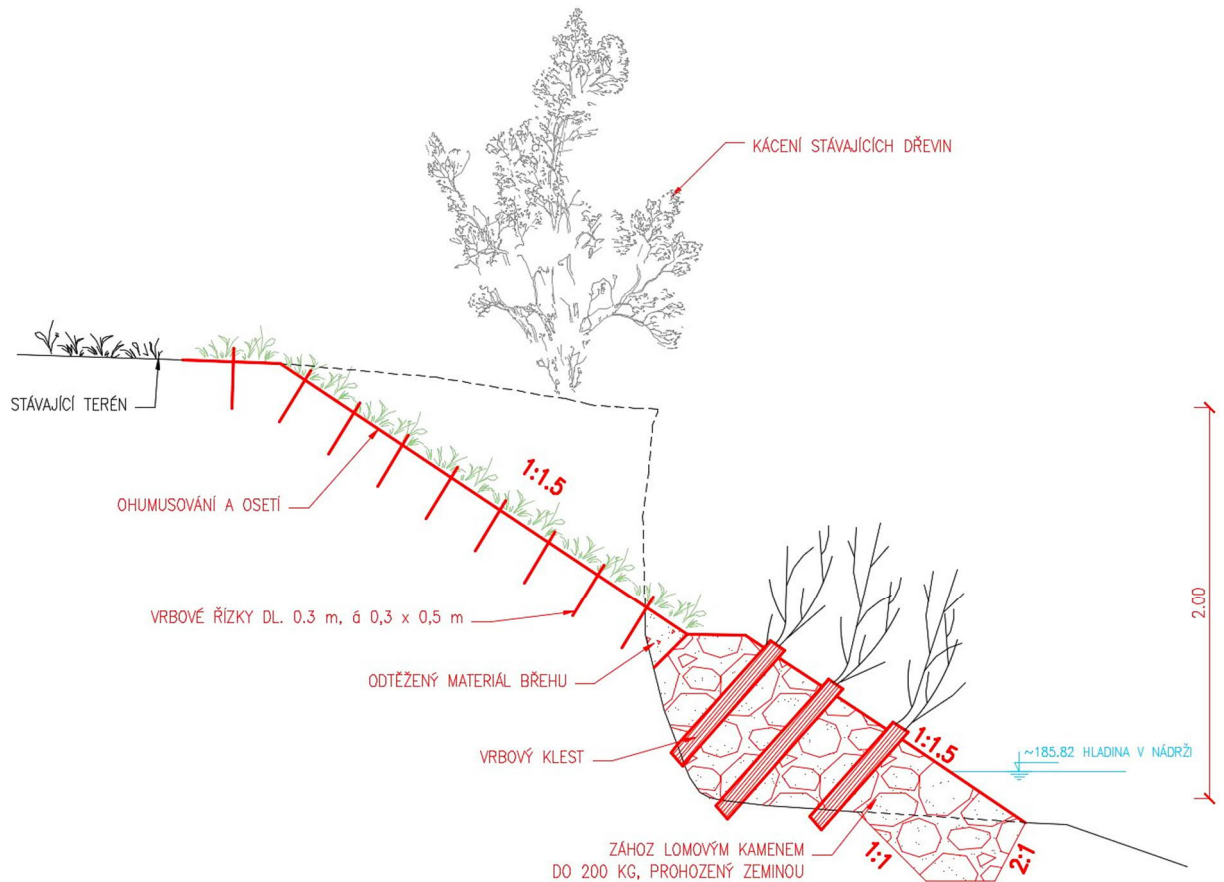 KÁCENÍ STÁVAJÍCÍCH DŘEVIN
STÁVAJÍCÍ TERÉN
1:1.5
OHUMUSOVÁNÍ A OSETÍ
2.00
VRBOVÉ ŘÍZKY DL. 0.3 m, á 0,3 x 0,5 m
ODTĚŽENÝ MATERIÁL BŘEHU
VRBOVÝ KLEST
1:1.5
~185.82 HLADINA V NÁDRŽI
ZÁHOZ LOMOVÝM KAMENEM
DO 200 KG, PROHOZENÝ ZEMINOU
1:1
2:1